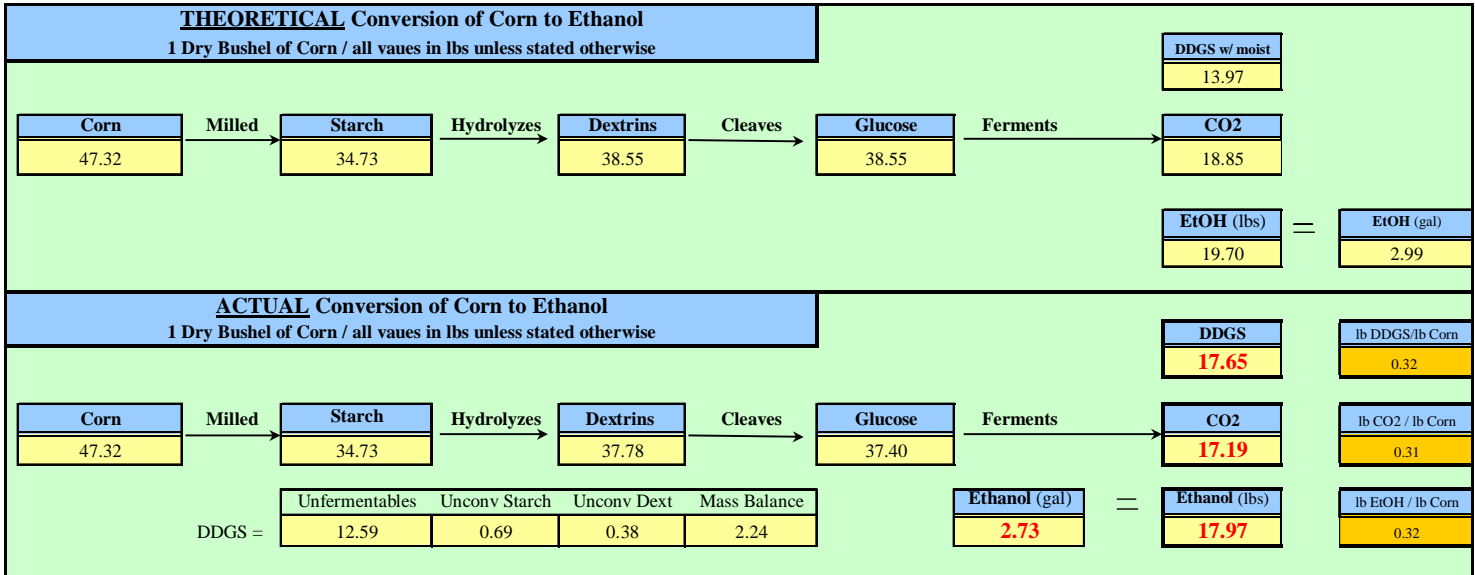 THEORETICAL Conversion of Corn to Ethanol
1 Dry Bushel of Corn / all vaues in lbs unless stated otherwise
DDGS w/ moist
13.97
Corn Milled Starch Hydrolyzes Dextrins Cleaves Glucose Ferments CO2
47.32 34.73 38.55 38.55 18.85
EtOH (lbs) = EtOH (gal)
19.70 2.99
ACTUAL Conversion of Corn to Ethanol
1 Dry Bushel of Corn / all vaues in lbs unless stated otherwise
DDGS lb DDGS/lb Corn
17.65 0.32
Corn Milled Starch Hydrolyzes Dextrins Cleaves Glucose Ferments CO2 lb CO2 / lb Corn
47.32 34.73 37.78 37.40 17.19 0.31
Unfermentables Unconv Starch Unconv Dext Mass Balance Ethanol (gal) = Ethanol (lbs) lb EtOH / lb Corn
DDGS = 12.59 0.69 0.38 2.24 2.73 17.97 0.32